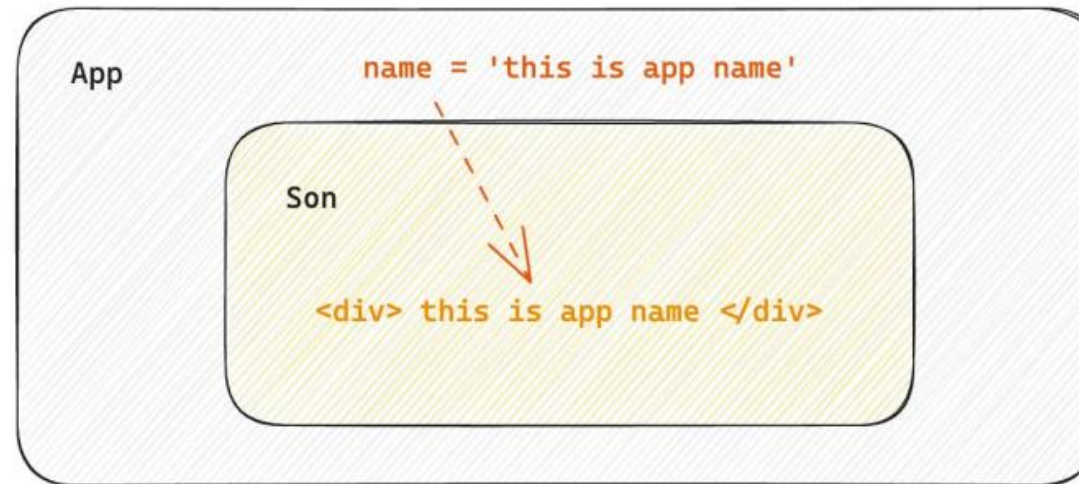 App
name = 'this is app name'
Son
<div> this is app name </div>